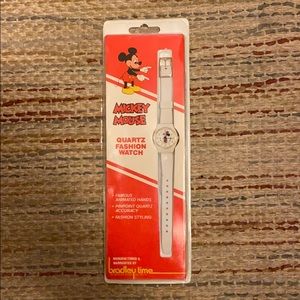 MICKEY
MOUSE
QUARTZ
FASHION
WATCH
• FAMOUS
ANIMATED HANDS
• PINPOINT QUARTZ
ACCURACY
• FASHION STYLING
MANUFACTURED &
WARRANTED BY
bradley time